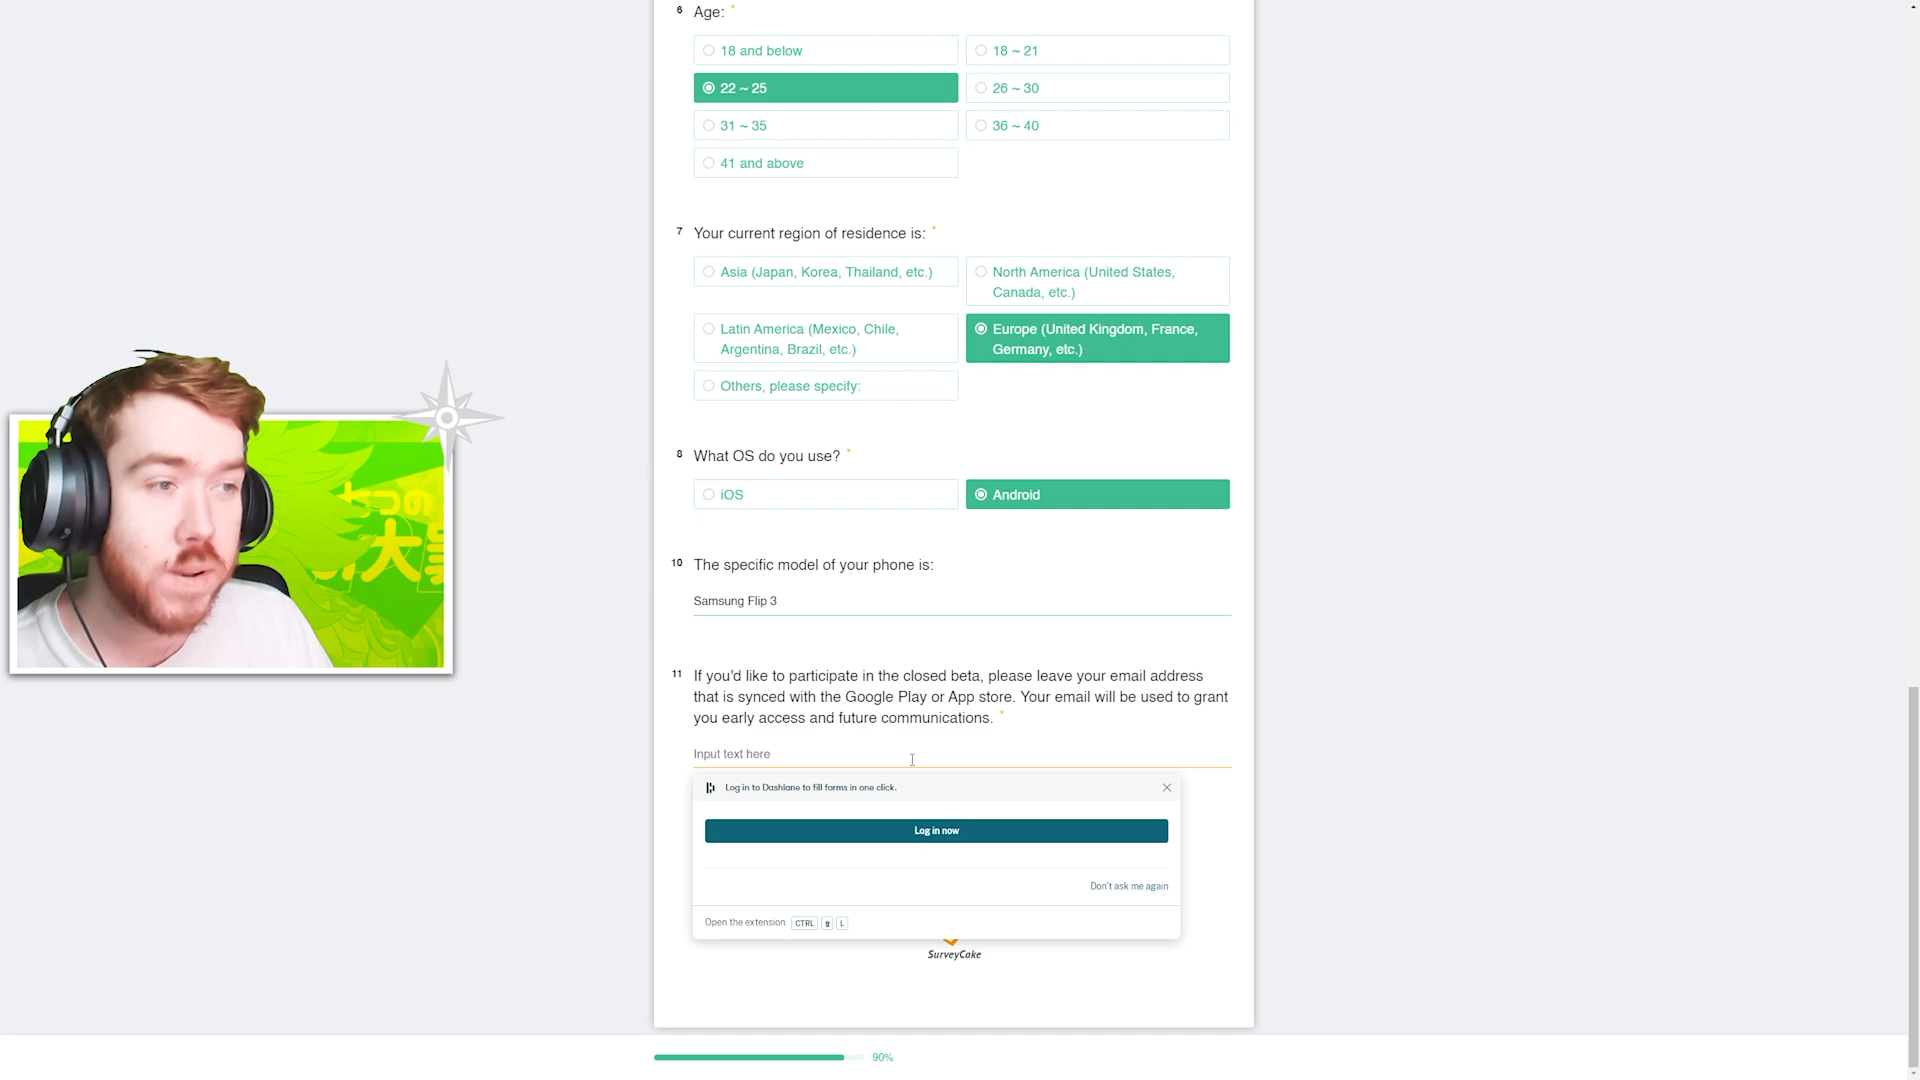 6 Age: *
18 and below
18 ~ 21
22 ~ 25
26 ~ 30
31 ~ 35
36 ~ 40
41 and above
7 Your current region of residence is: *
Asia (Japan, Korea, Thailand, etc.)
North America (United States,
Canada, etc.)
Latin America (Mexico, Chile,
Argentina, Brazil, etc.)
Europe (United Kingdom, France,
Germany, etc.)
Others, please specify:
8 What OS do you use? *
iOS
Android
10 The specific model of your phone is:
Samsung Flip 3
11 If you'd like to participate in the closed beta, please leave your email address
that is synced with the Google Play or App store. Your email will be used to grant
you early access and future communications. *
Input text here
Log in to Dashlane to fill forms in one click.
Log in now
Don't ask me again
Open the extension CTRL ⇧ L
SurveyCake
90%
七つの
大罪